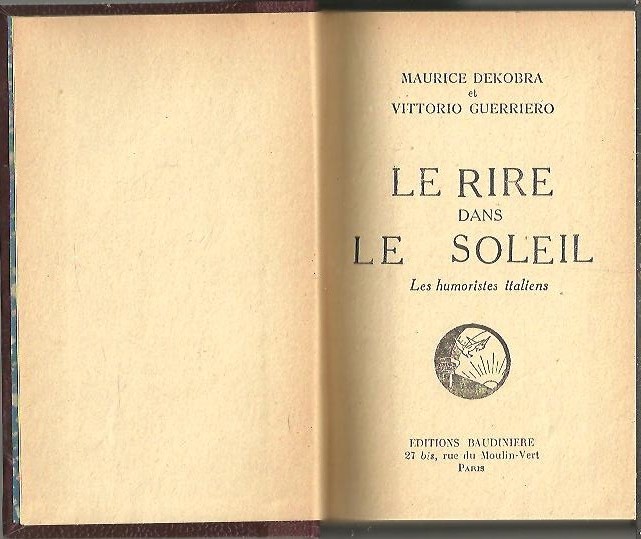 MAURICE DEKOBRA
et
VITTORIO GUERRIERO
LE RIRE
DANS
LE SOLEIL
Les humoristes italiens
EDITIONS BAUDINIERE
27 bis, rue du Moulin-Vert
PARIS